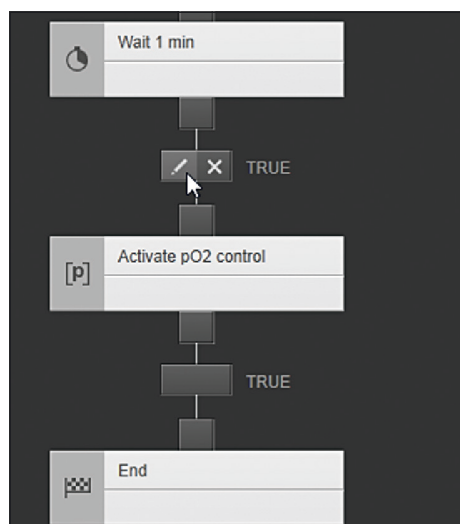 Wait 1 min
TRUE
[p]
Activate pO2 control
TRUE
End